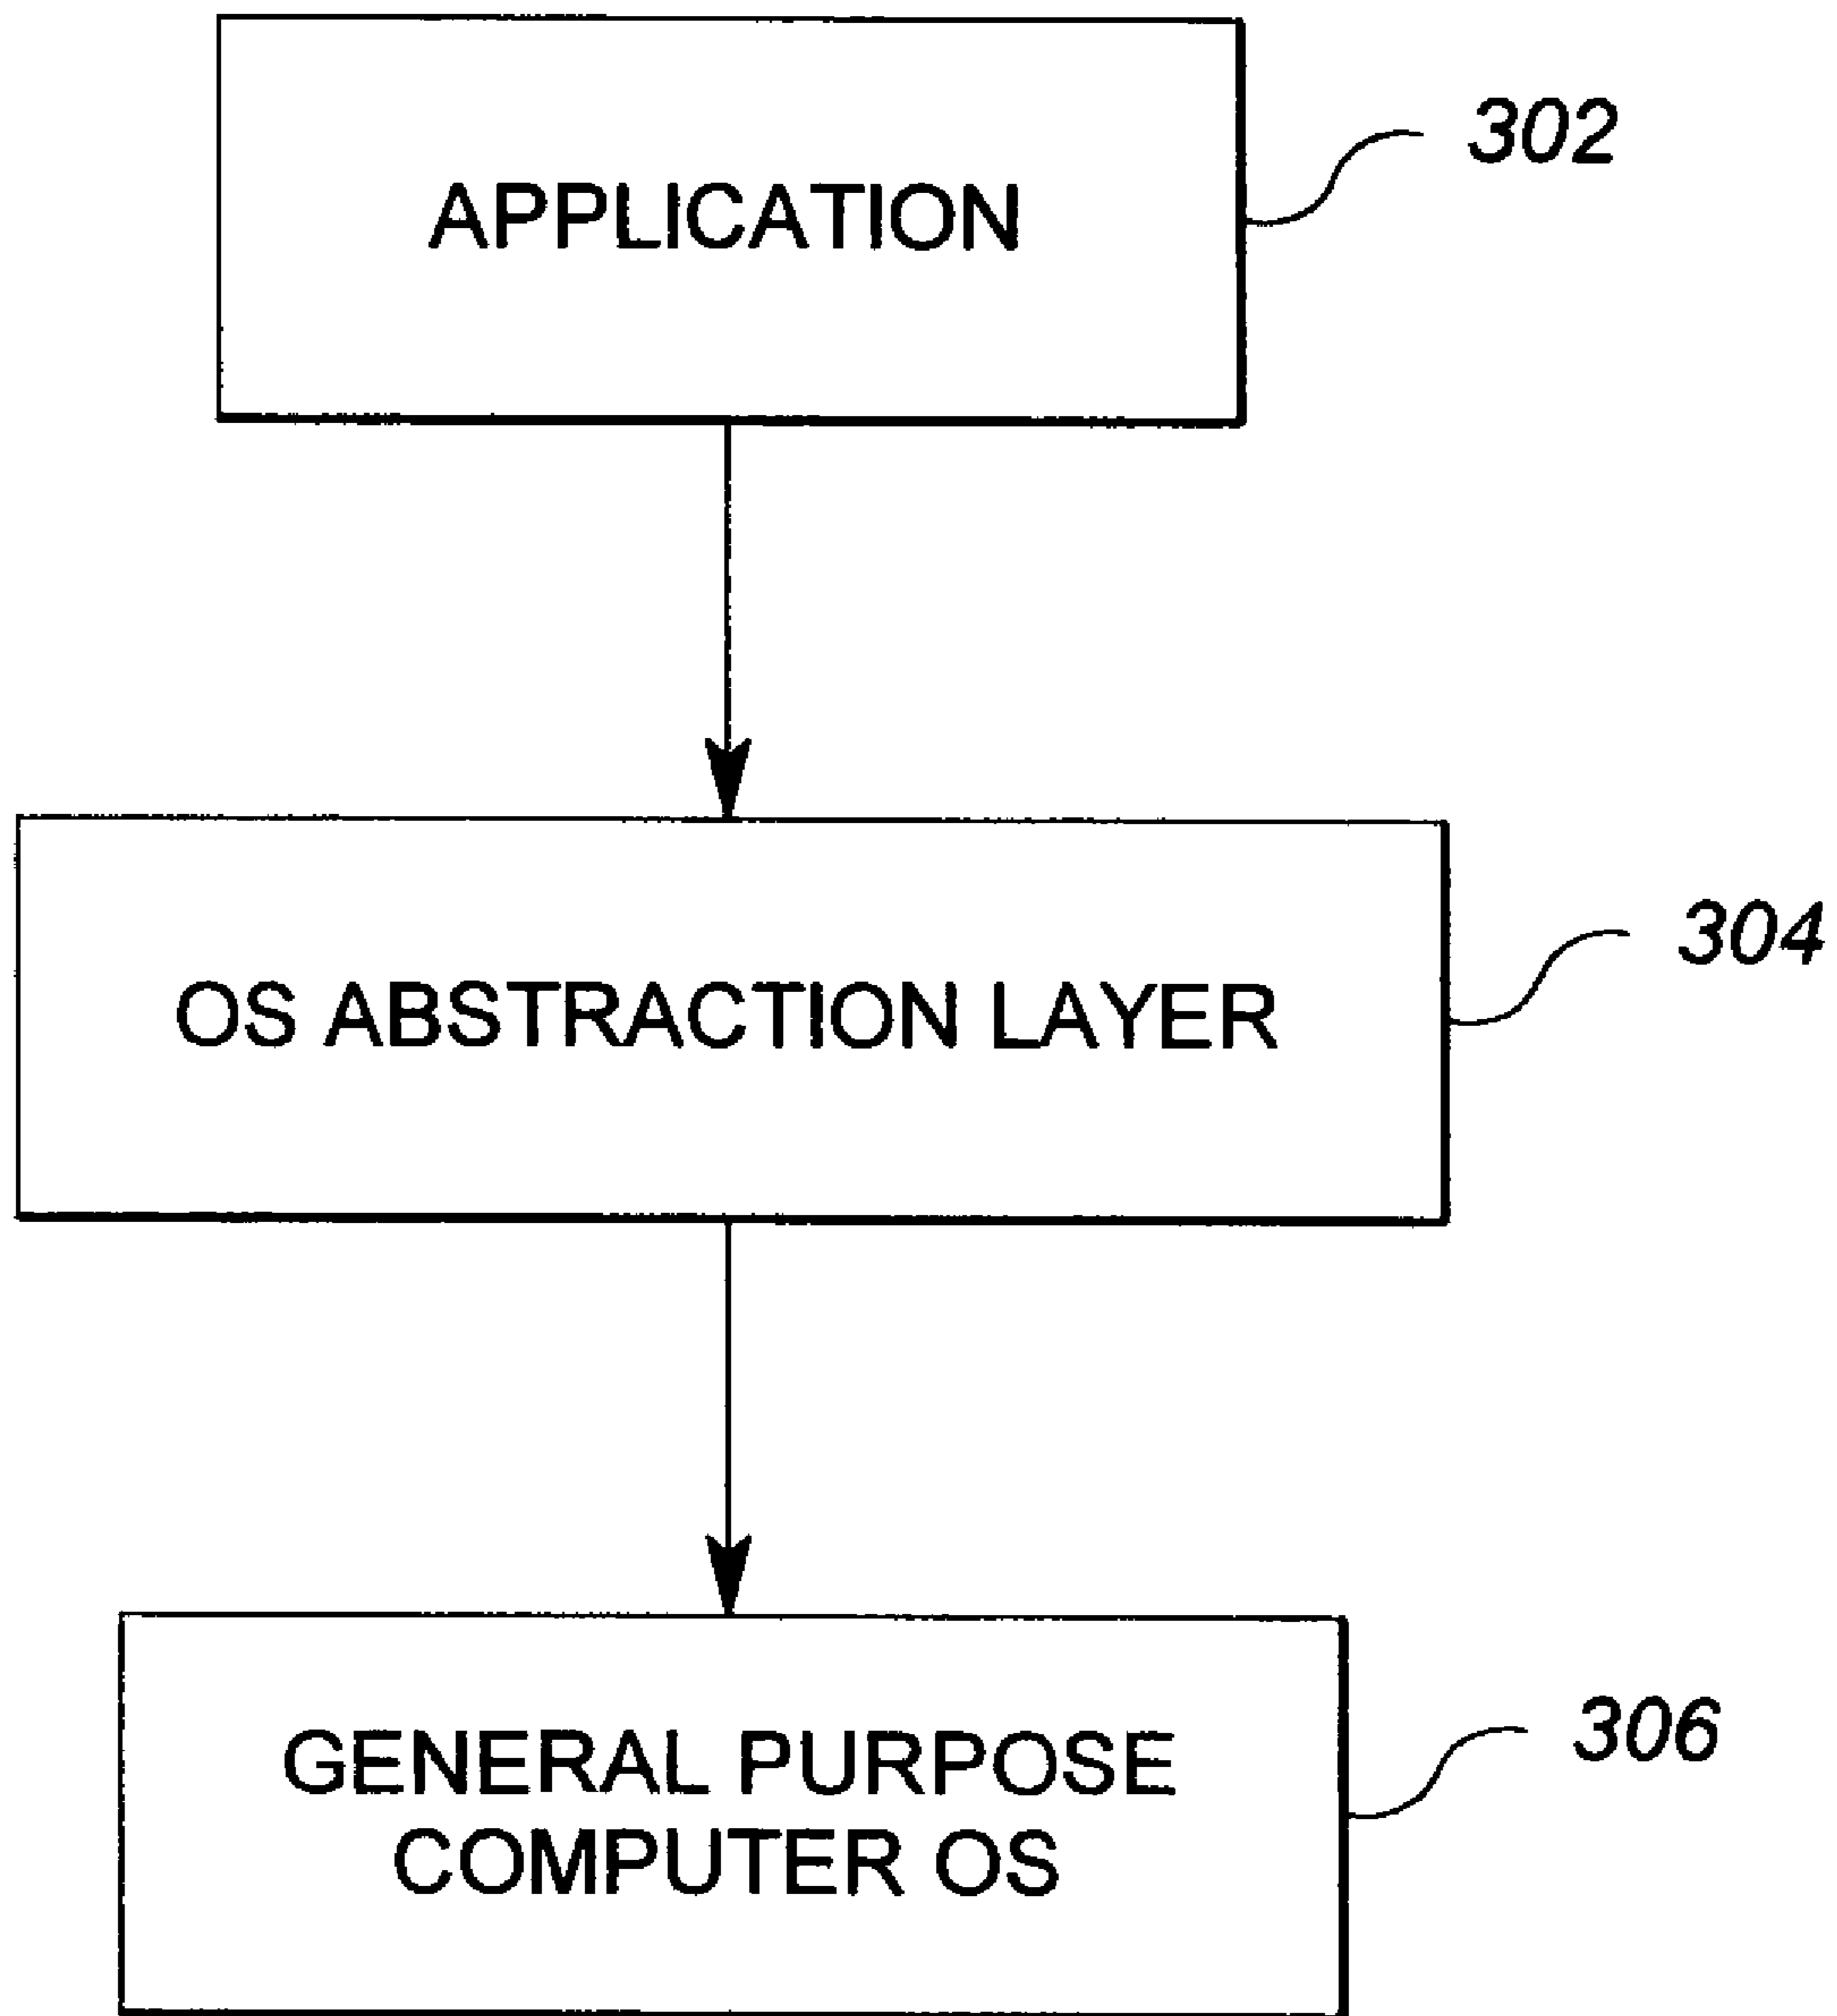 APPLICATION
302
OS ABSTRACTION LAYER
304
GENERAL PURPOSE
COMPUTER OS
306